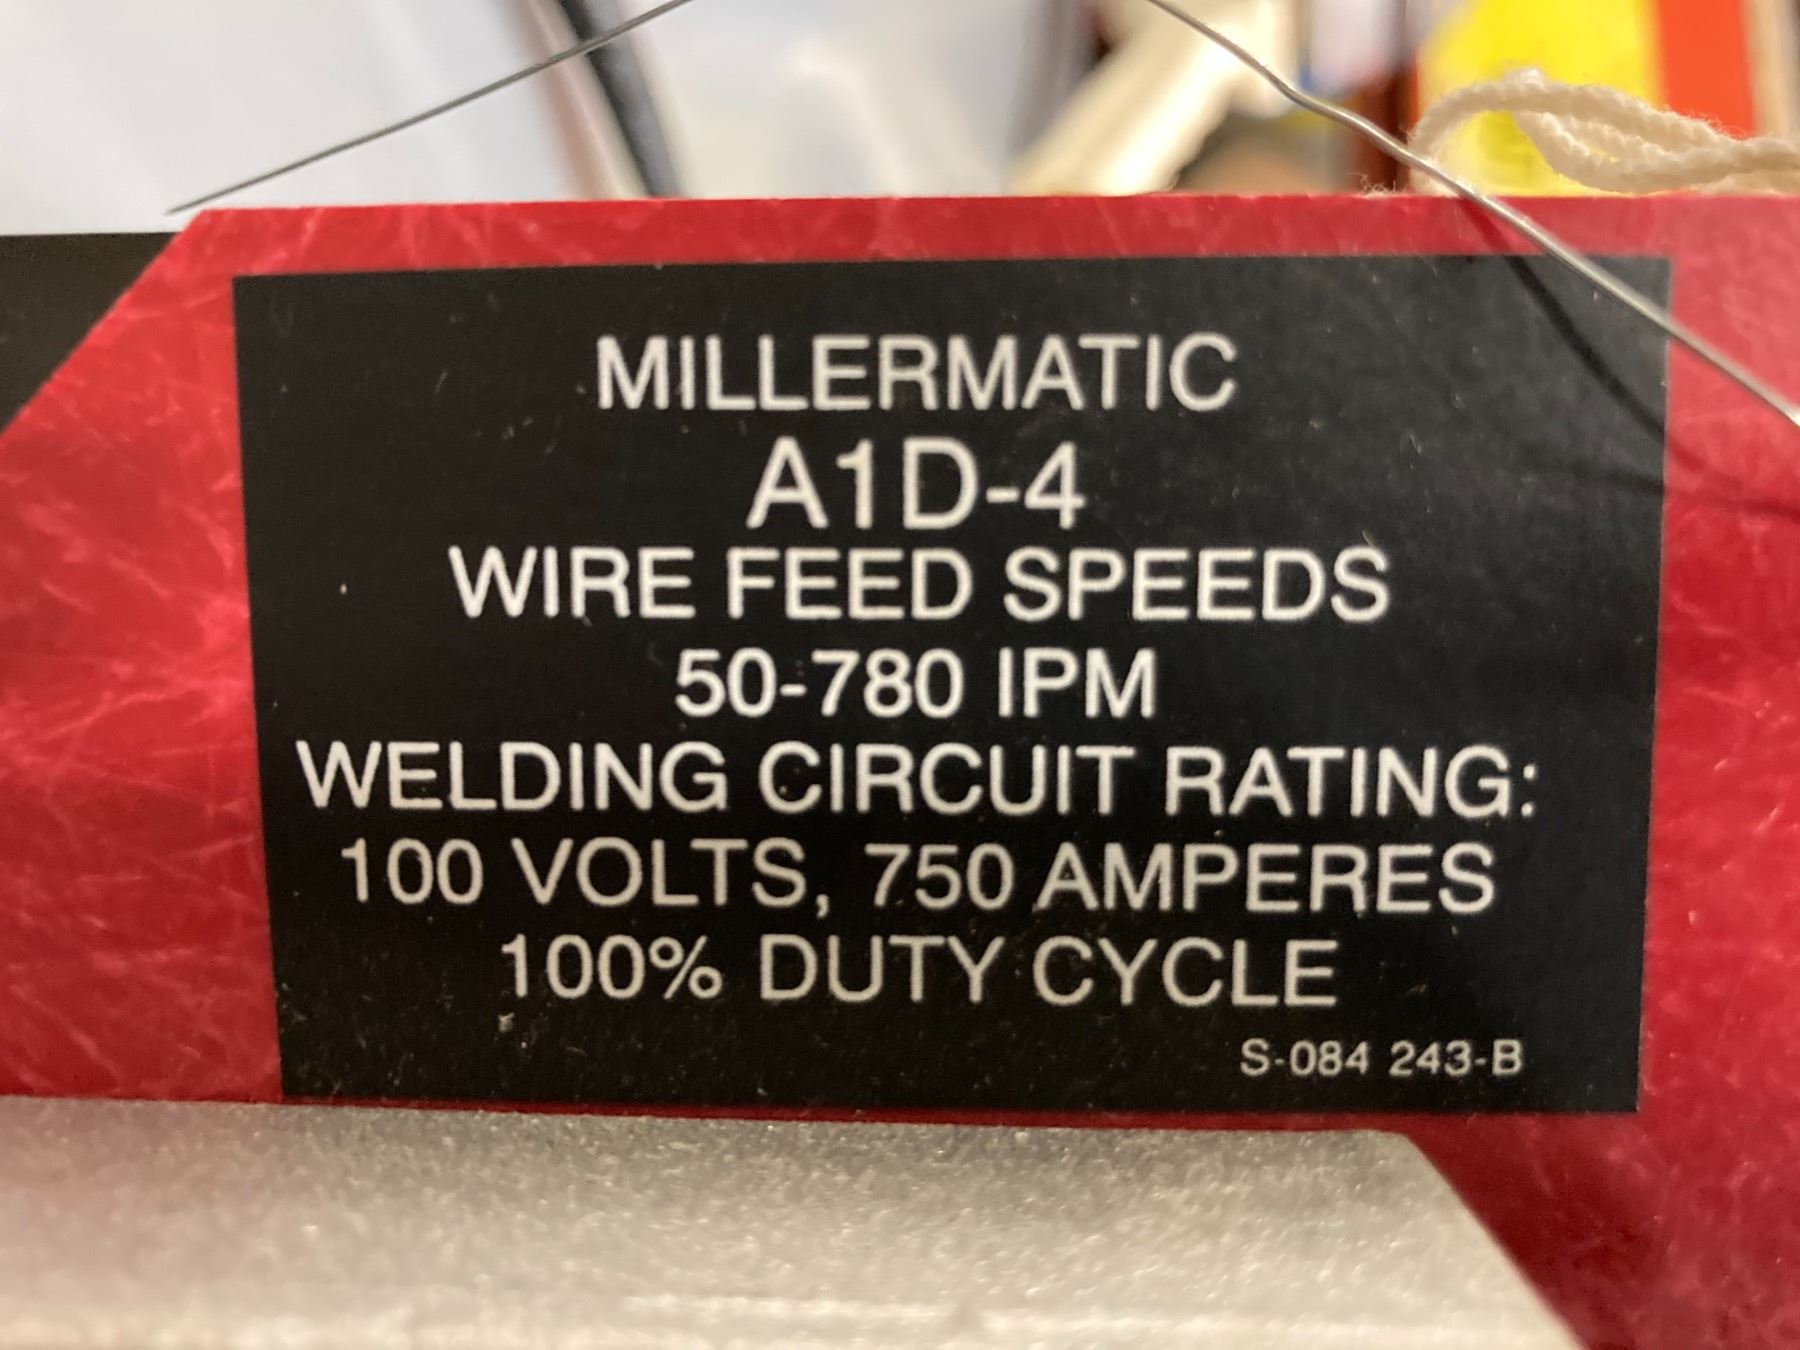 MILLERMATIC
A1D-4
WIRE FEED SPEEDS
50-780 IPM
WELDING CIRCUIT RATING:
100 VOLTS, 750 AMPERES
100% DUTY CYCLE
S-084 243-B